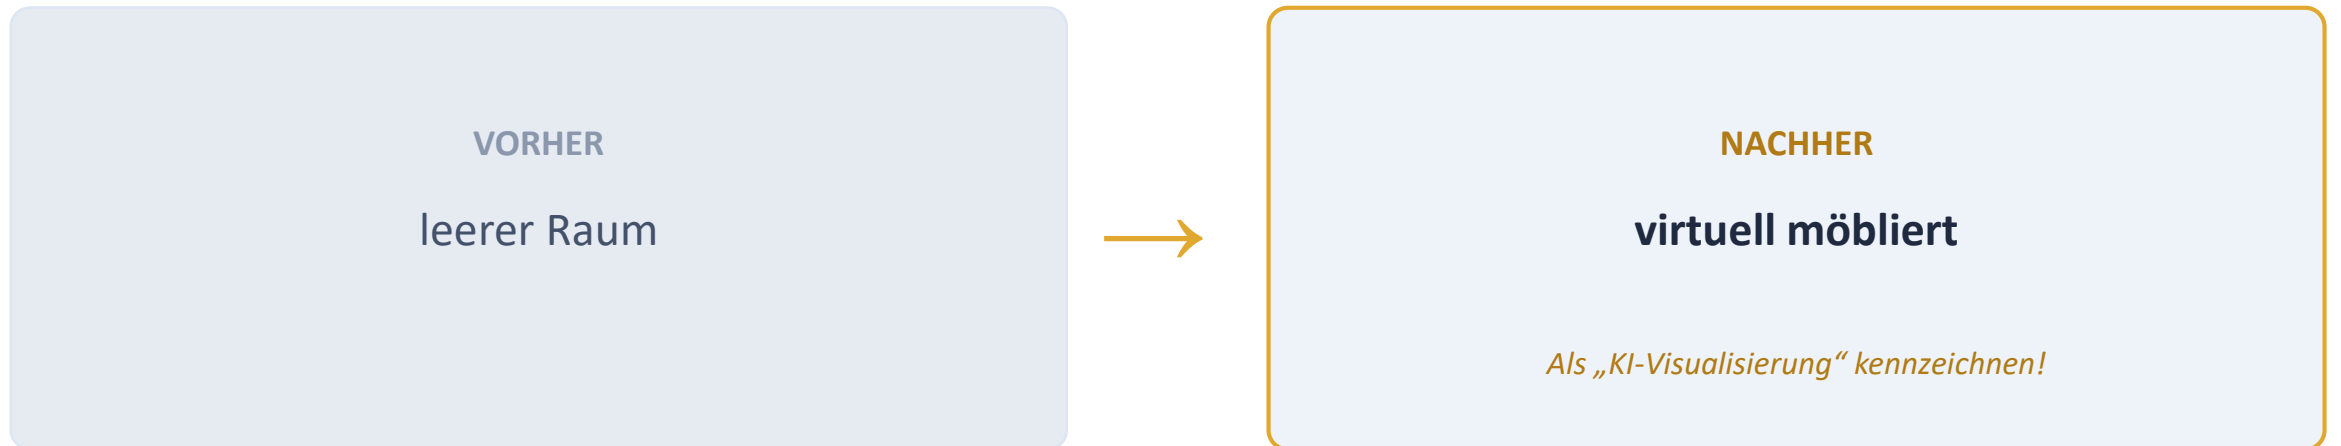 VORHER
leerer Raum
→
NACHHER
virtuell möbliert
Als „KI-Visualisierung“ kennzeichnen!